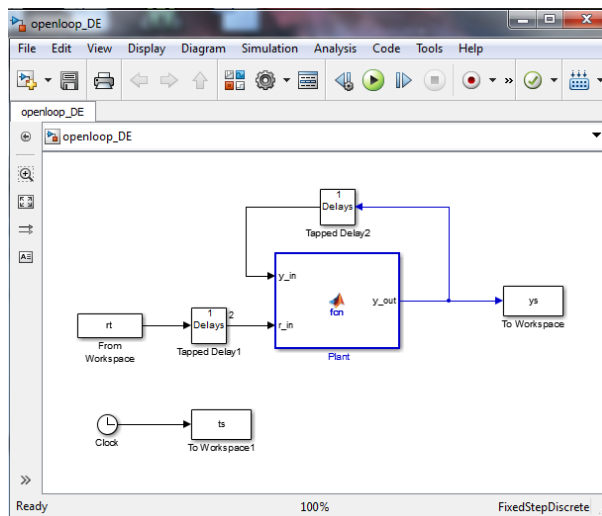 openloop_DE
File Edit View Display Diagram Simulation Analysis Code Tools Help
»
openloop_DE
openloop_DE
1
Delays
Tapped Delay2
y_in
y_out
fcn
r_in
Plant
ys
To Workspace
rt
From
Workspace
1
2
Delays
Tapped Delay1
Clock
ts
To Workspace1
»
Ready 100% FixedStepDiscrete